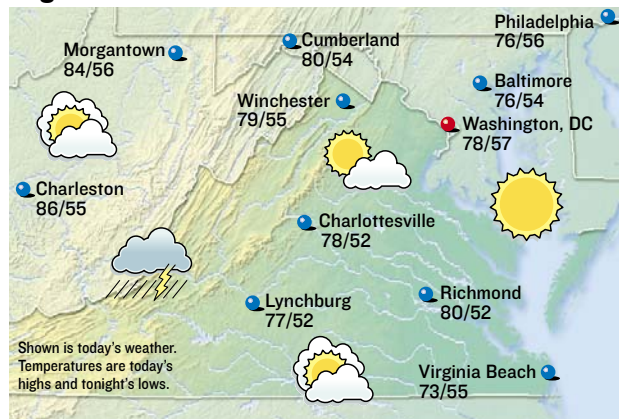 Philadelphia
76/56
Morgantown
84/56
Cumberland
80/54
Baltimore
76/54
Winchester
79/55
Washington, DC
78/57
Charleston
86/55
Charlottesville
78/52
Lynchburg
77/52
Richmond
80/52
Shown is today's weather.
Temperatures are today's
highs and tonight's lows.
Virginia Beach
73/55